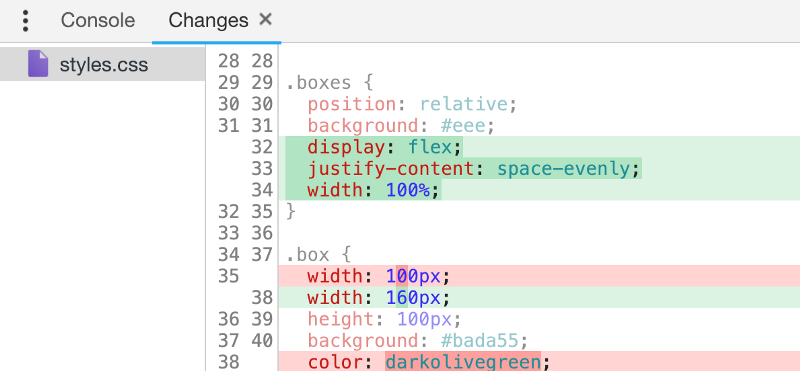 Console Changes ×
styles.css
28 28
29 29 .boxes {
30 30 position: relative;
31 31 background: #eee;
32 display: flex;
33 justify-content: space-evenly;
34 width: 100%;
32 35 }
33 36
34 37 .box {
35 width: 100px;
38 width: 160px;
36 39 height: 100px;
37 40 background: #bada55;
38 color: darkolivegreen;